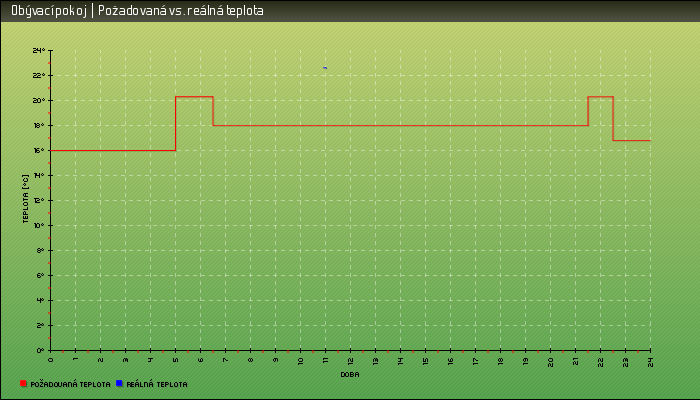 Obývací pokoj | Požadovaná vs. reálná teplota
24°
22°
20°
18°
16°
14°
12°
10°
8°
6°
4°
2°
0°
TEPLOTA [°C]
0 1 2 3 4 5 6 7 8 9 10 11 12 13 14 15 16 17 18 19 20 21 22 23 24
DOBA
POŽADOVANÁ TEPLOTA REÁLNÁ TEPLOTA